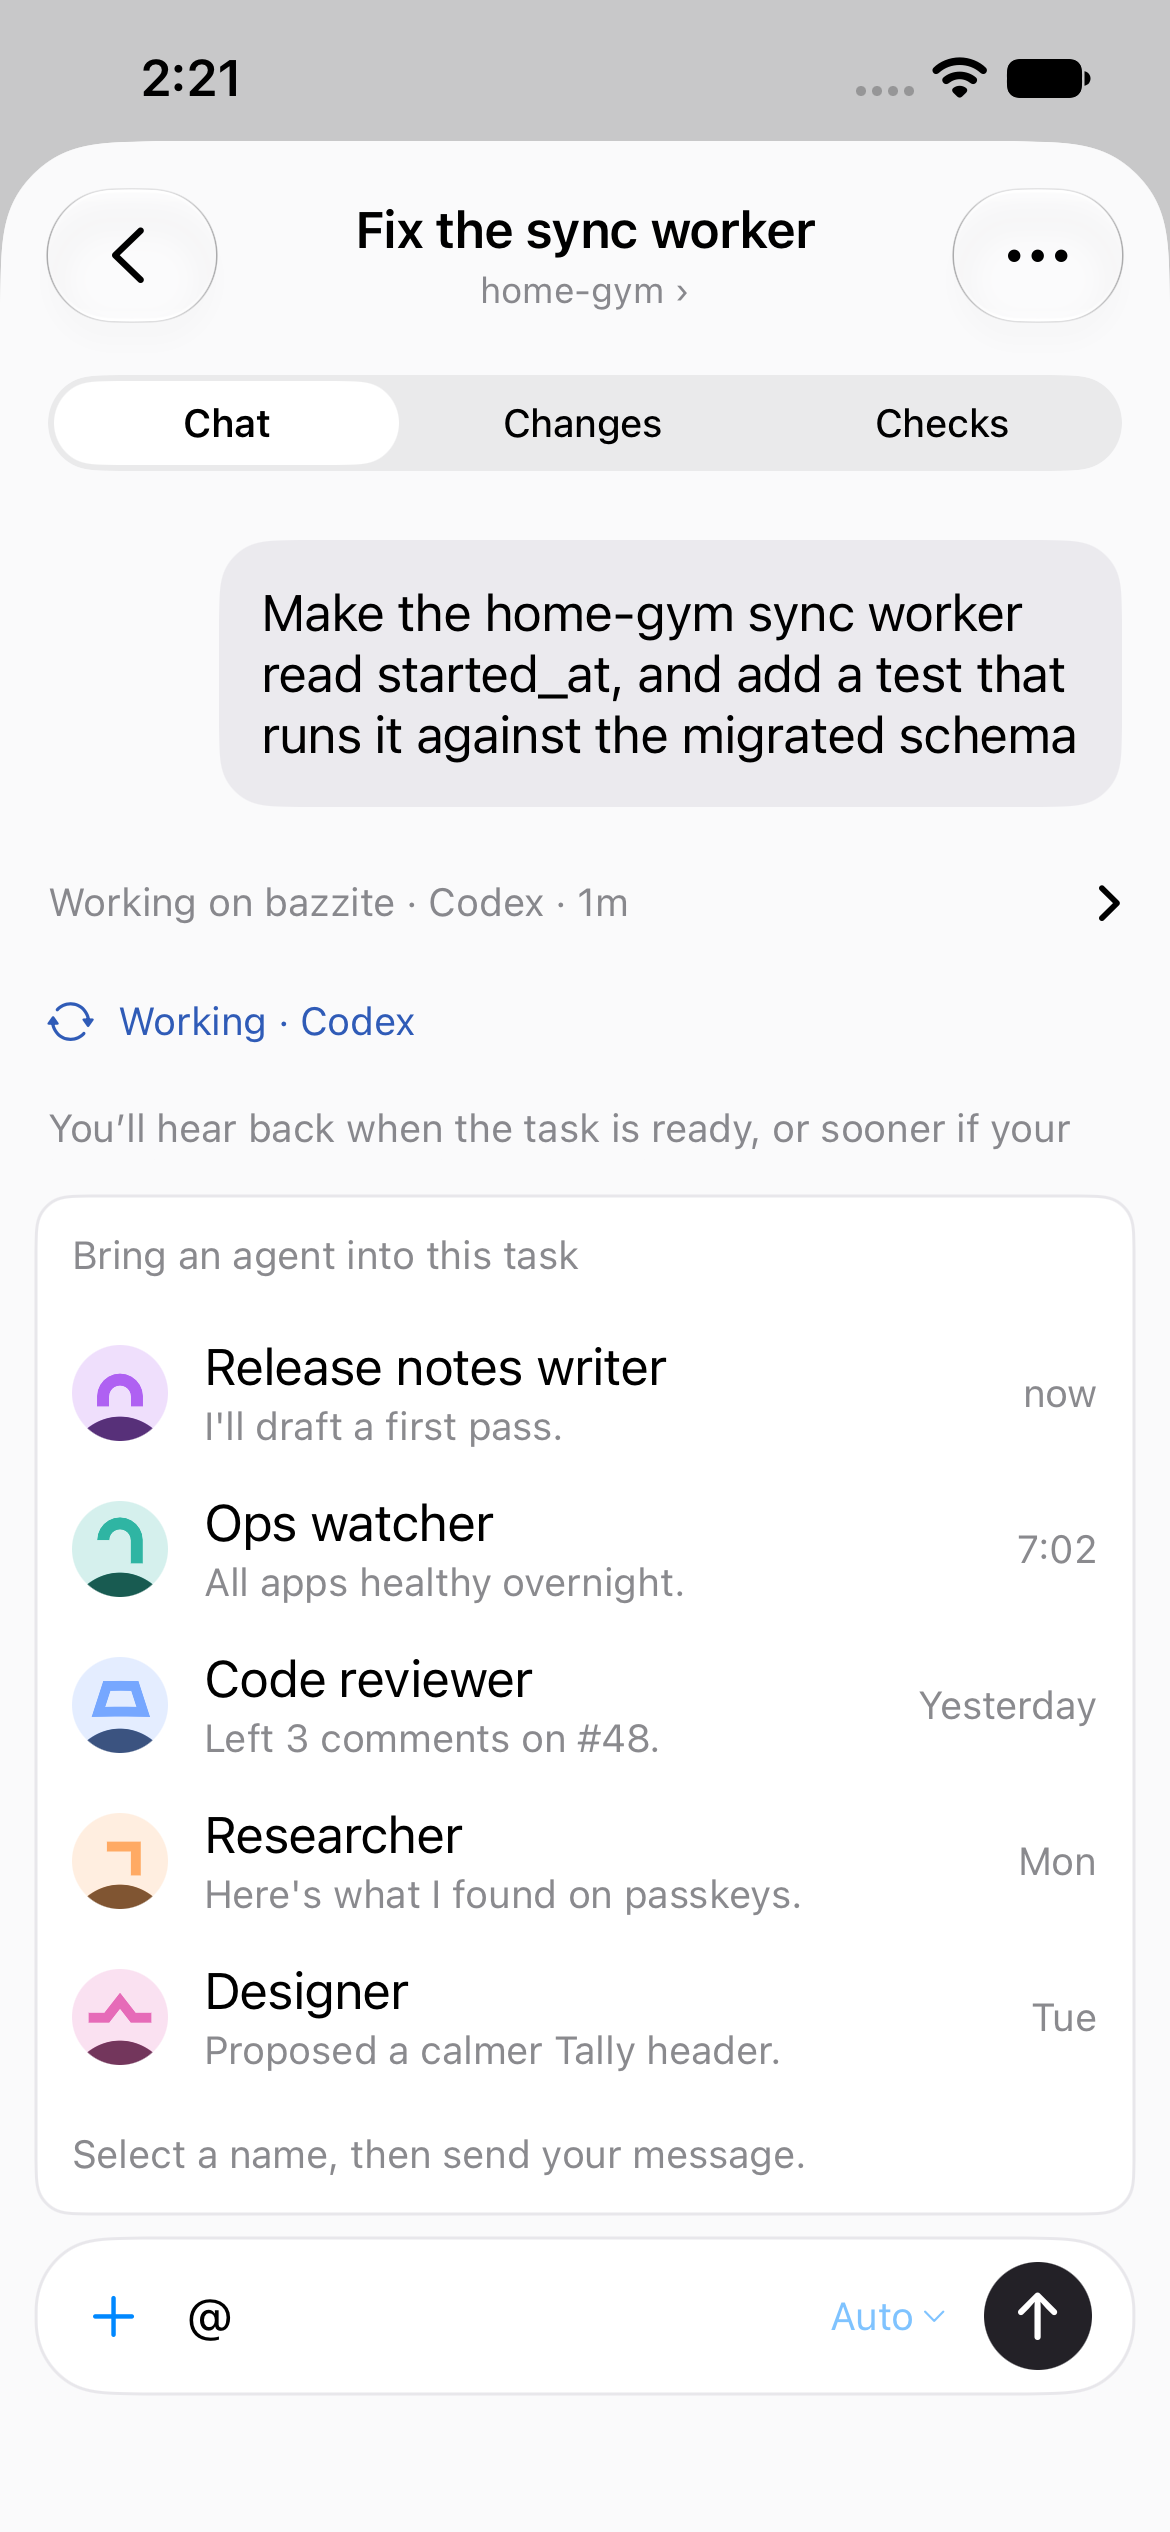 2:21
Fix the sync worker
home-gym ›
Chat
Changes
Checks
Make the home-gym sync worker
read started_at, and add a test that
runs it against the migrated schema
Working on bazzite · Codex · 1m
Working · Codex
You’ll hear back when the task is ready, or sooner if your
Bring an agent into this task
Release notes writer
I'll draft a first pass.
now
Ops watcher
All apps healthy overnight.
7:02
Code reviewer
Left 3 comments on #48.
Yesterday
Researcher
Here's what I found on passkeys.
Mon
Designer
Proposed a calmer Tally header.
Tue
Select a name, then send your message.
@
Auto